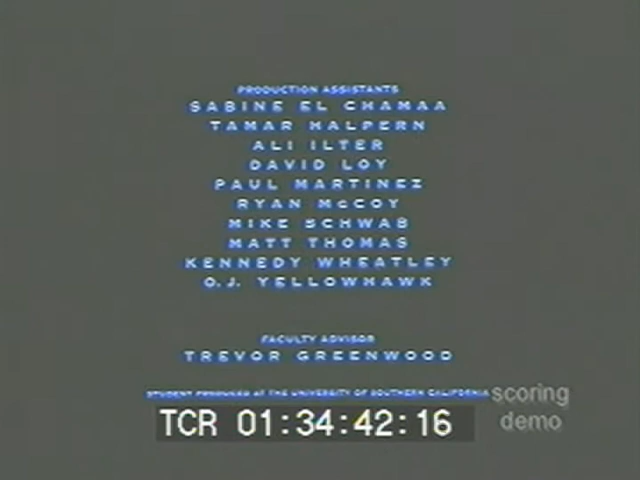 PRODUCTION ASSISTANTS
SABINE EL CHAMAA
TAMAR HALPERN
ALI ILTER
DAVID LOY
PAUL MARTINEZ
RYAN McCOY
MIKE SCHWAB
MATT THOMAS
KENNEDY WHEATLEY
O.J. YELLOWHAWK
FACULTY ADVISOR
TREVOR GREENWOOD
STUDENT PRODUCED AT THE UNIVERSITY OF SOUTHERN CALIFORNIA
scoring
demo
TCR 01:34:42:16